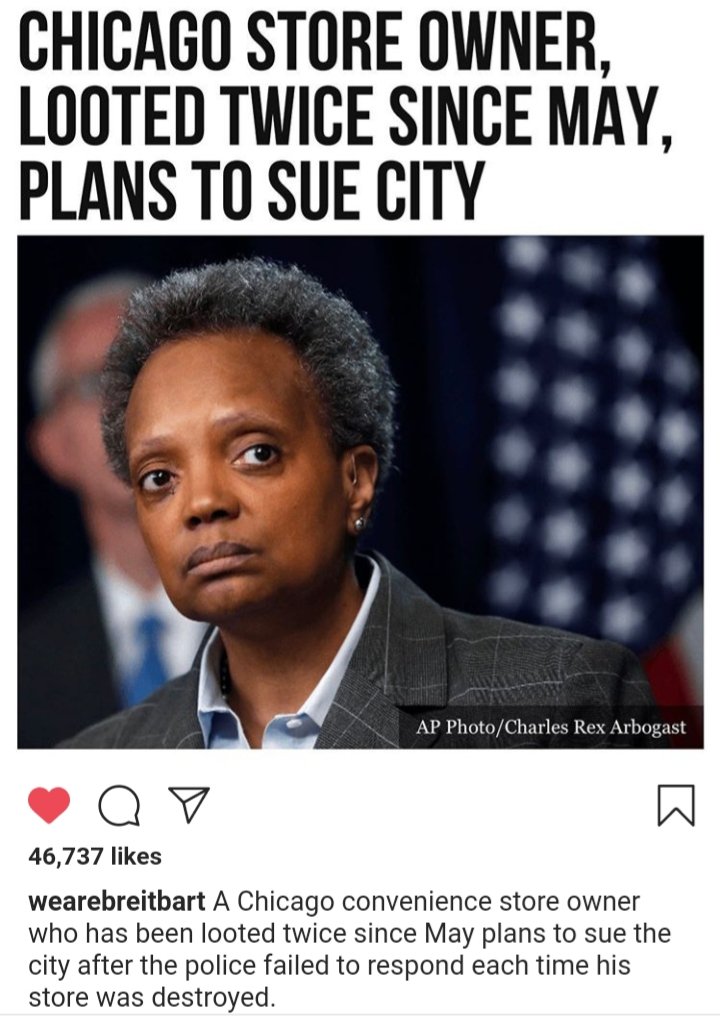 CHICAGO STORE OWNER,
LOOTED TWICE SINCE MAY,
PLANS TO SUE CITY
AP Photo/Charles Rex Arbogast
46,737 likes
wearebreitbart A Chicago convenience store owner
who has been looted twice since May plans to sue the
city after the police failed to respond each time his
store was destroyed.